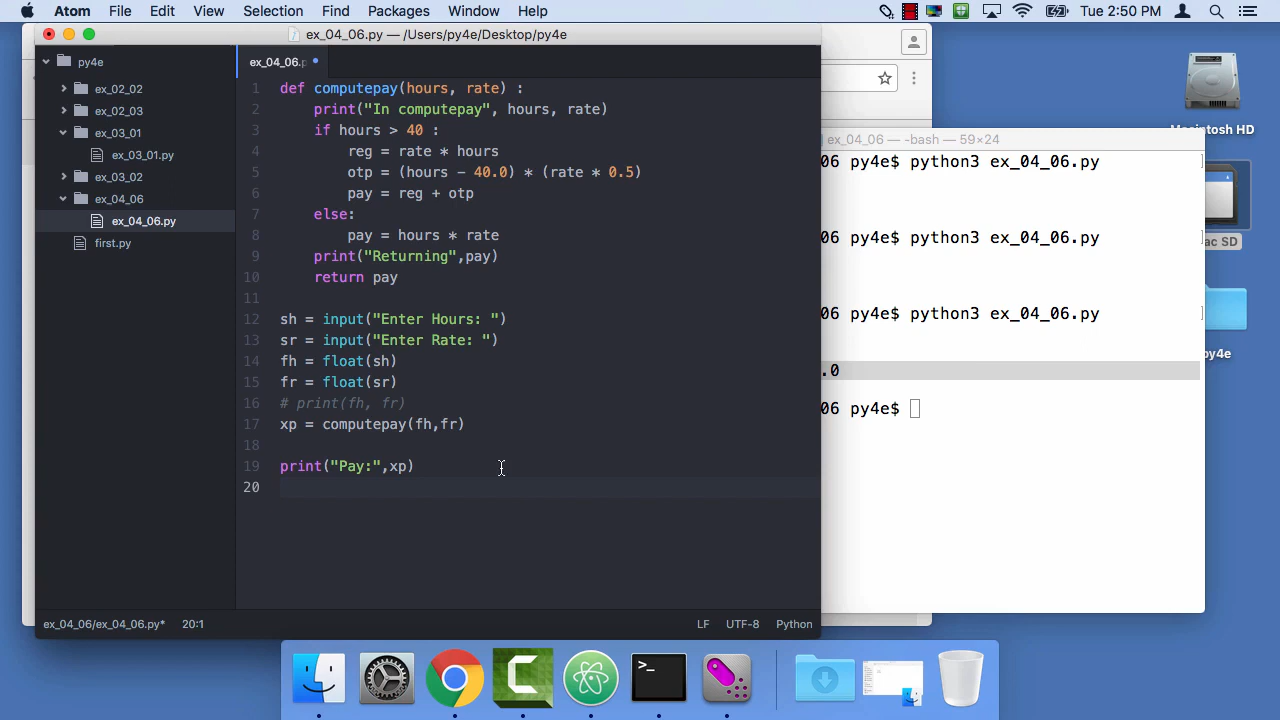 Atom File Edit View Selection Find Packages Window Help Tue 2:50 PM
ex_04_06.py — /Users/py4e/Desktop/py4e
py4e
ex_02_02
ex_02_03
ex_03_01
ex_03_01.py
ex_03_02
ex_04_06
ex_04_06.py
first.py
ex_04_06.p
1 def computepay(hours, rate) :
2 print("In computepay", hours, rate)
3 if hours > 40 :
4 reg = rate * hours
5 otp = (hours - 40.0) * (rate * 0.5)
6 pay = reg + otp
7 else:
8 pay = hours * rate
9 print("Returning",pay)
10 return pay
11
12 sh = input("Enter Hours: ")
13 sr = input("Enter Rate: ")
14 fh = float(sh)
15 fr = float(sr)
16 # print(fh, fr)
17 xp = computepay(fh,fr)
18
19 print("Pay:",xp)
20
ex_04_06/ex_04_06.py* 20:1 LF UTF-8 Python
ex_04_06 — -bash — 59×24
06 py4e$ python3 ex_04_06.py
06 py4e$ python3 ex_04_06.py
06 py4e$ python3 ex_04_06.py
.0
06 py4e$
Macintosh HD
ac SD
py4e